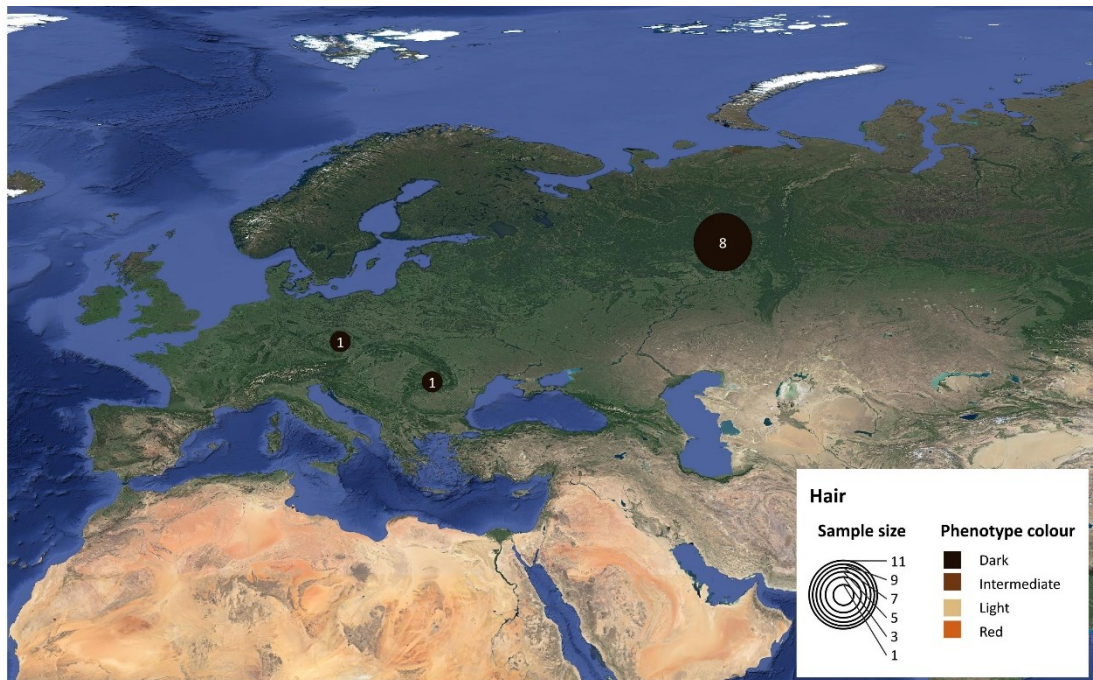 8
1
1
Hair
Sample size
11
9
7
5
3
1
Phenotype colour
Dark
Intermediate
Light
Red